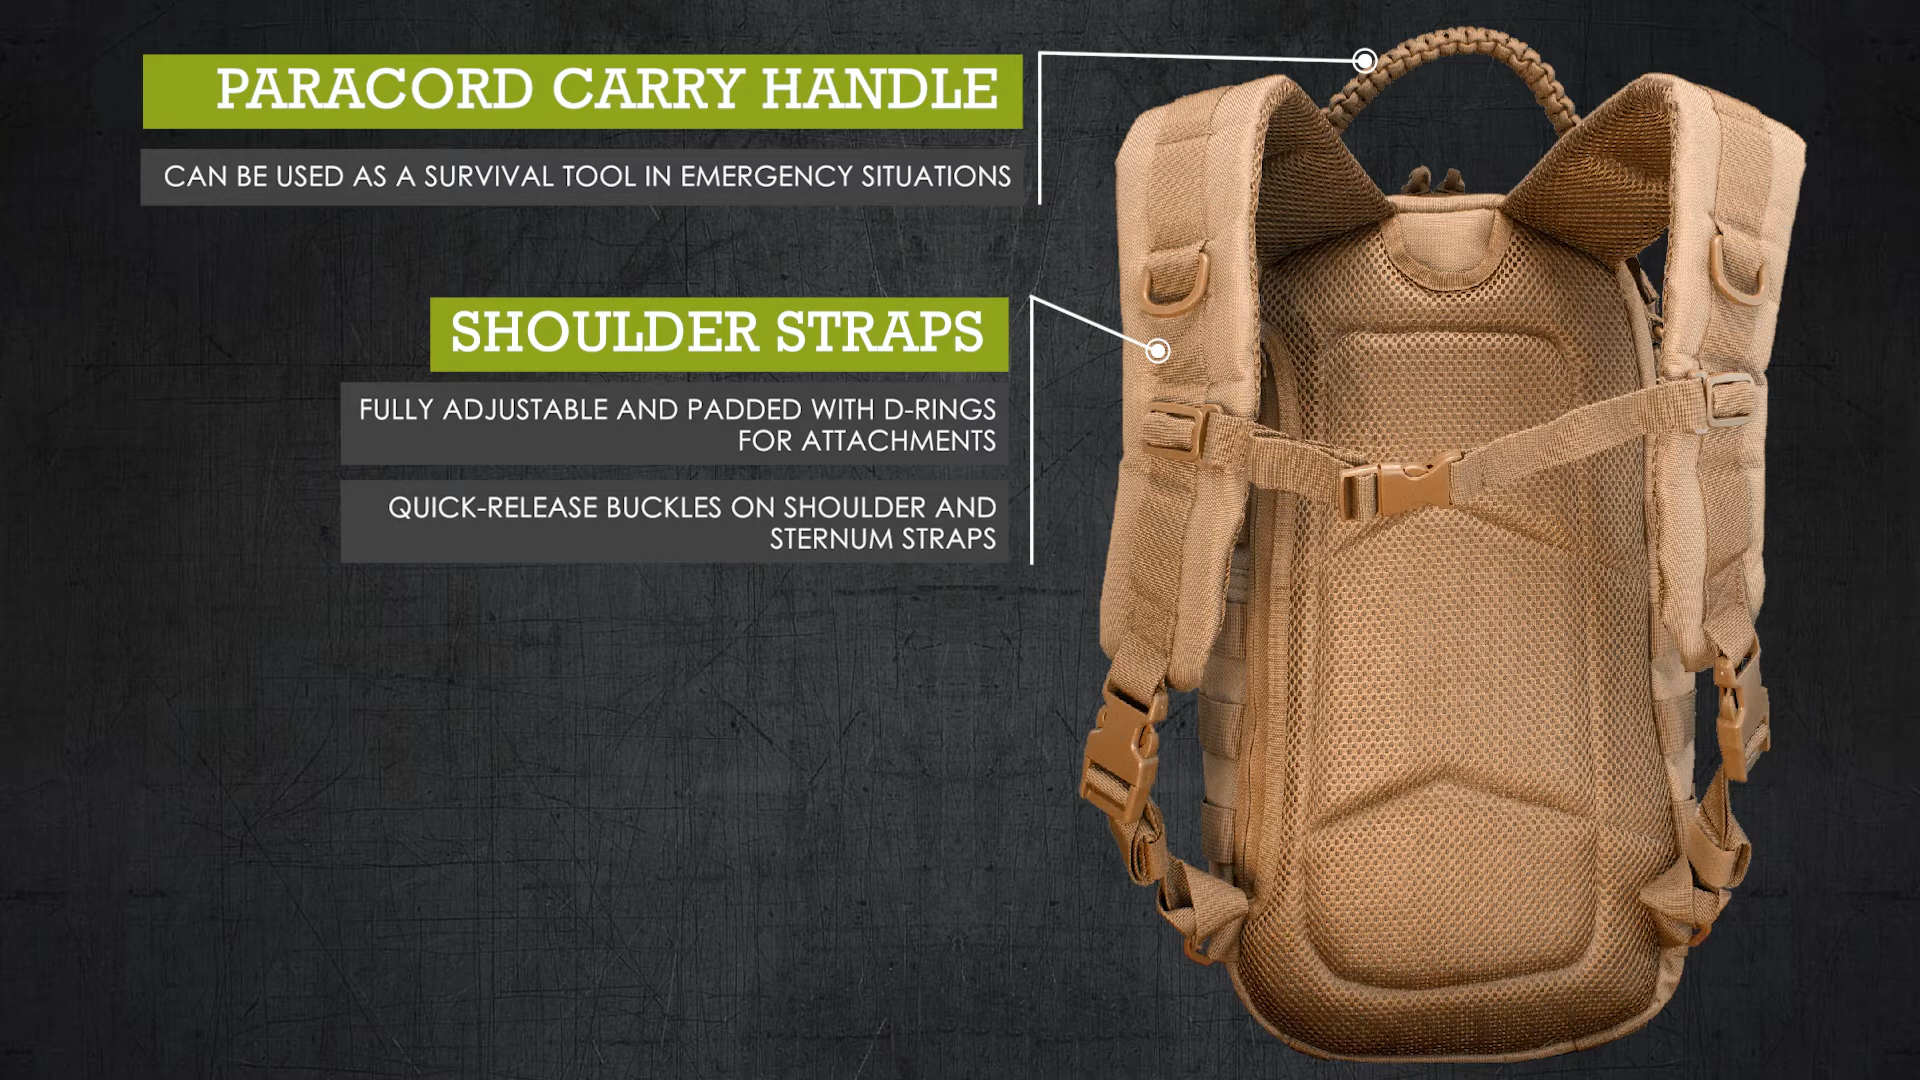 PARACORD CARRY HANDLE
CAN BE USED AS A SURVIVAL TOOL IN EMERGENCY SITUATIONS
SHOULDER STRAPS
FULLY ADJUSTABLE AND PADDED WITH D-RINGS
FOR ATTACHMENTS
QUICK-RELEASE BUCKLES ON SHOULDER AND
STERNUM STRAPS